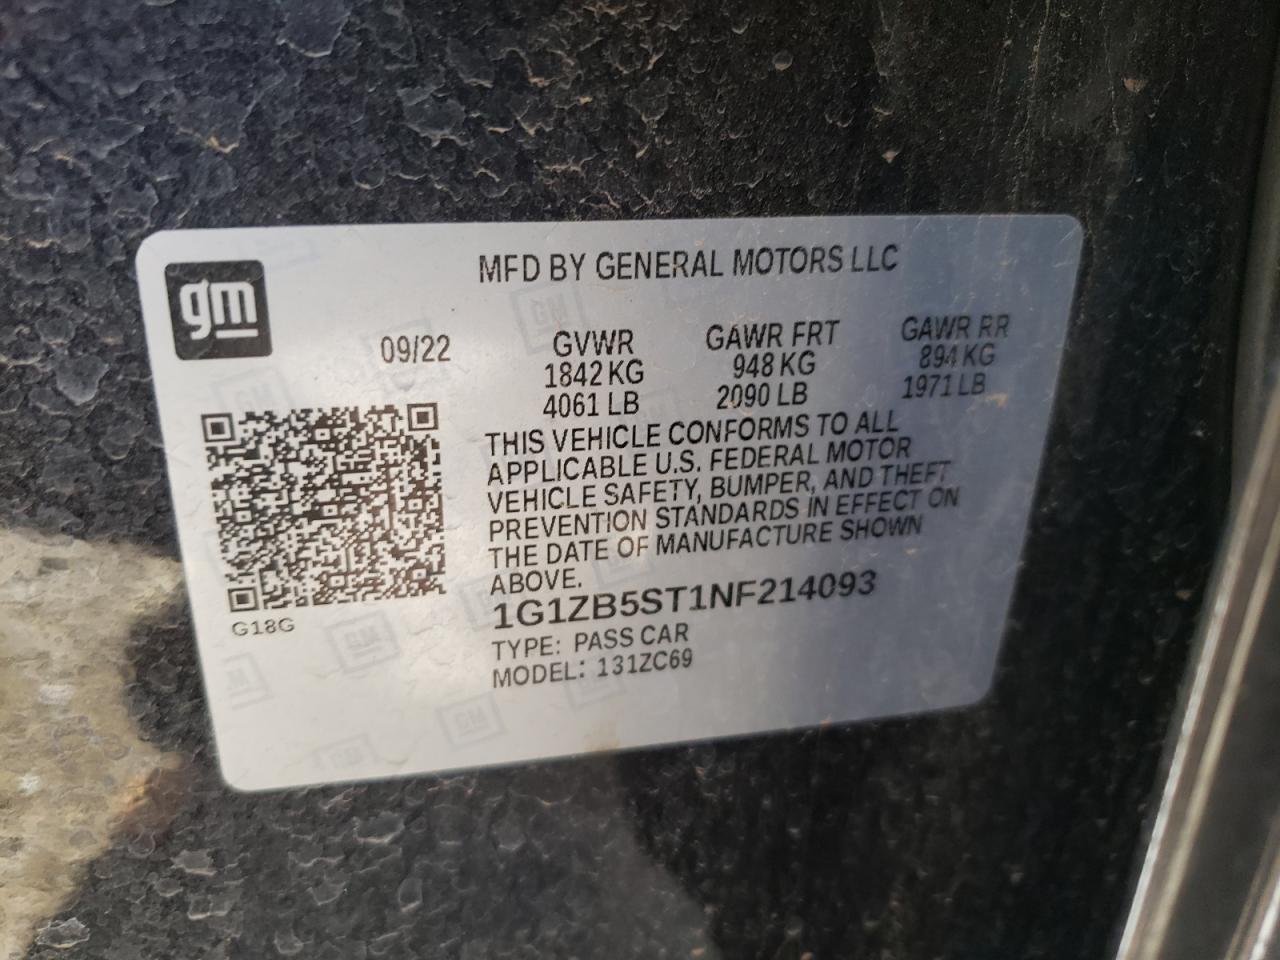 gm
MFD BY GENERAL MOTORS LLC
09/22 GVWR GAWR FRT GAWR RR
1842 KG 948 KG 894 KG
4061 LB 2090 LB 1971 LB
THIS VEHICLE CONFORMS TO ALL
APPLICABLE U.S. FEDERAL MOTOR
VEHICLE SAFETY, BUMPER, AND THEFT
PREVENTION STANDARDS IN EFFECT ON
THE DATE OF MANUFACTURE SHOWN
ABOVE.
1G1ZB5ST1NF214093
G18G
TYPE: PASS CAR
MODEL: 131ZC69